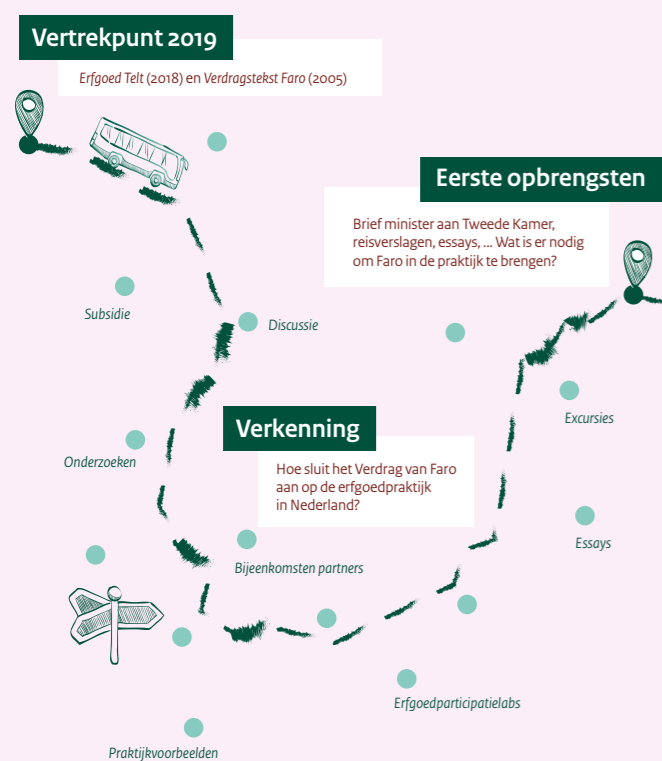 Vertrekpunt 2019
Erfgoed Telt (2018) en Verdragstekst Faro (2005)
Eerste opbrengsten
Brief minister aan Tweede Kamer,
reisverslagen, essays, ... Wat is er nodig
om Faro in de praktijk te brengen?
Subsidie
Discussie
Excursies
Verkenning
Hoe sluit het Verdrag van Faro
aan op de erfgoedpraktijk
in Nederland?
Onderzoeken
Essays
Bijeenkomsten partners
Erfgoedparticipatielabs
Praktijkvoorbeelden